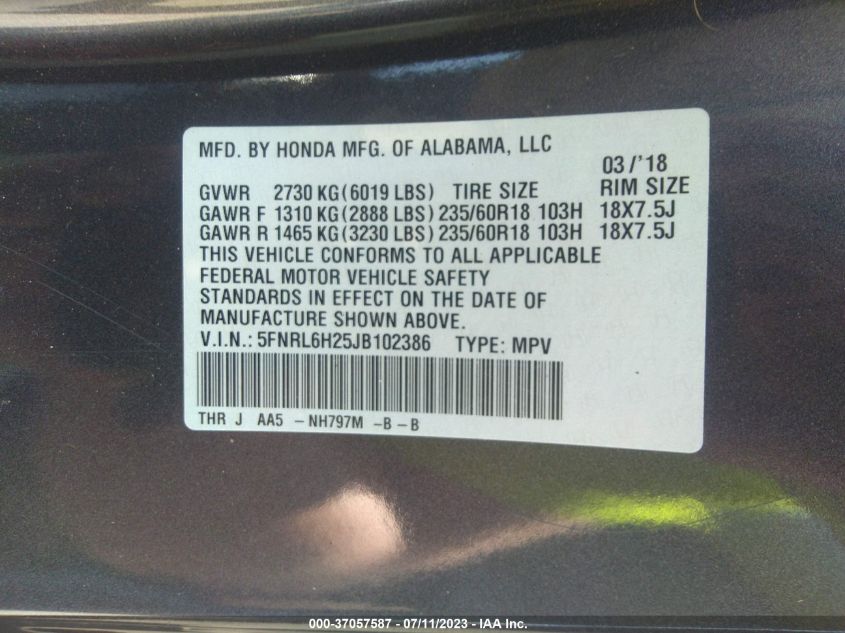 MFD. BY HONDA MFG. OF ALABAMA, LLC
03 /'18
GVWR 2730 KG (6019 LBS) TIRE SIZE RIM SIZE
GAWR F 1310 KG (2888 LBS) 235/60R18 103H 18X7.5J
GAWR R 1465 KG (3230 LBS) 235/60R18 103H 18X7.5J
THIS VEHICLE CONFORMS TO ALL APPLICABLE
FEDERAL MOTOR VEHICLE SAFETY
STANDARDS IN EFFECT ON THE DATE OF
MANUFACTURE SHOWN ABOVE.
V.I.N.: 5FNRL6H25JB102386 TYPE: MPV
THR J AA5 - NH797M -B - B
000-37057587 - 07/11/2023 - IAA Inc.